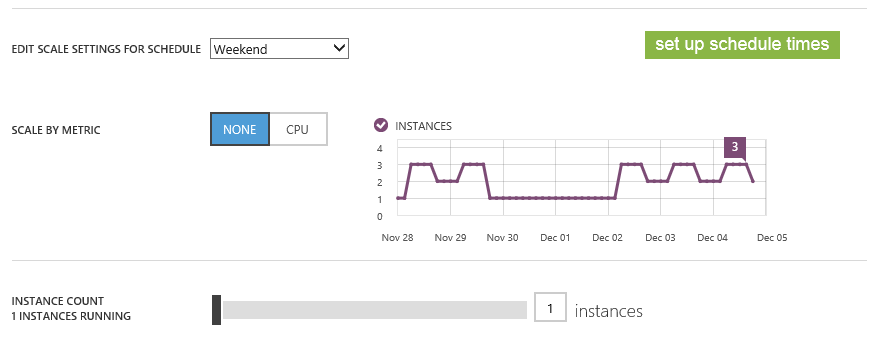 EDIT SCALE SETTINGS FOR SCHEDULE Weekend set up schedule times
SCALE BY METRIC NONE CPU INSTANCES
3
4
3
2
1
0
Nov 28 Nov 29 Nov 30 Dec 01 Dec 02 Dec 03 Dec 04 Dec 05
INSTANCE COUNT
1 INSTANCES RUNNING
1 instances